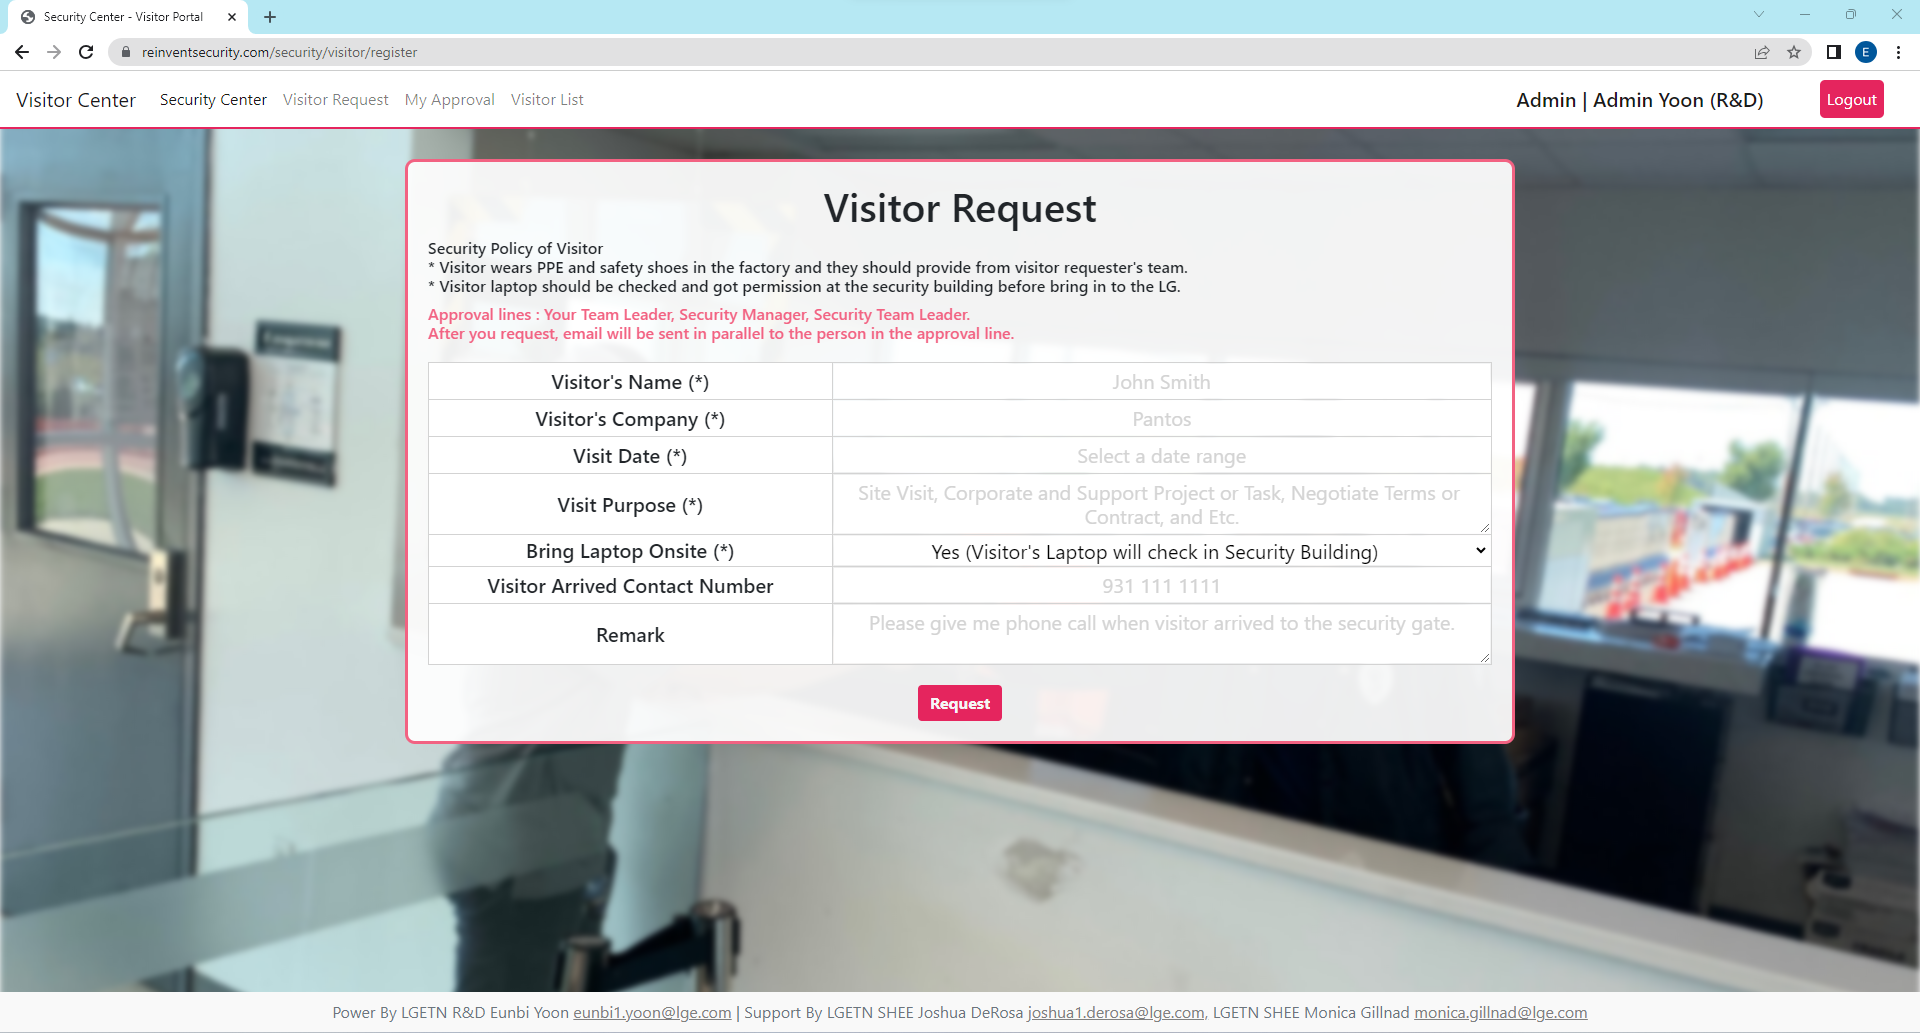 Security Center - Visitor Portal
reinventsecurity.com/security/visitor/register
E
Visitor Center Security Center Visitor Request My Approval Visitor List Admin | Admin Yoon (R&D) Logout
Visitor Request
Security Policy of Visitor
* Visitor wears PPE and safety shoes in the factory and they should provide from visitor requester's team.
* Visitor laptop should be checked and got permission at the security building before bring in to the LG.
Approval lines : Your Team Leader, Security Manager, Security Team Leader.
After you request, email will be sent in parallel to the person in the approval line.
Visitor's Name (*) John Smith
Visitor's Company (*) Pantos
Visit Date (*) Select a date range
Visit Purpose (*) Site Visit, Corporate and Support Project or Task, Negotiate Terms or
Contract, and Etc.
Bring Laptop Onsite (*) Yes (Visitor's Laptop will check in Security Building)
Visitor Arrived Contact Number 931 111 1111
Remark Please give me phone call when visitor arrived to the security gate.
Request
Power By LGETN R&D Eunbi Yoon eunbi1.yoon@lge.com | Support By LGETN SHEE Joshua DeRosa joshua1.derosa@lge.com, LGETN SHEE Monica Gillnad monica.gillnad@lge.com